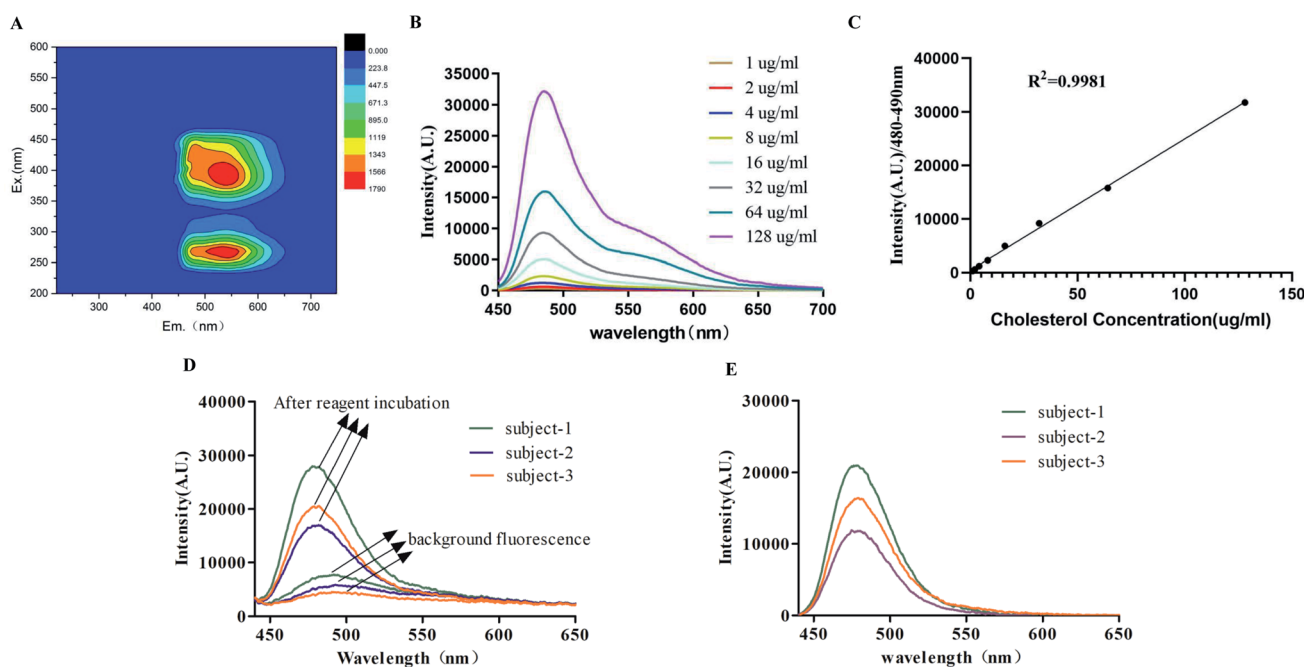 A
600
550
500
450
400
350
300
250
200
Ex.(nm)
300
400
500
600
700
Em.（nm）
0.000
223.8
447.5
671.3
895.0
1119
1343
1566
1790
B
35000
30000
25000
20000
15000
10000
5000
0
Intensity(A.U.)
450
500
550
600
650
700
wavelength（nm）
1 ug/ml
2 ug/ml
4 ug/ml
8 ug/ml
16 ug/ml
32 ug/ml
64 ug/ml
128 ug/ml
C
40000
30000
20000
10000
0
Intensity(A.U.)/480-490nm
R²=0.9981
0
50
100
150
Cholesterol Concentration(ug/ml)
D
40000
30000
20000
10000
0
Intensity(A.U.)
After reagent incubation
subject-1
subject-2
subject-3
background fluorescence
450
500
550
600
650
Wavelength（nm）
E
30000
20000
10000
0
Intensity(A.U.)
subject-1
subject-2
subject-3
450
500
550
600
650
wavelength（nm）